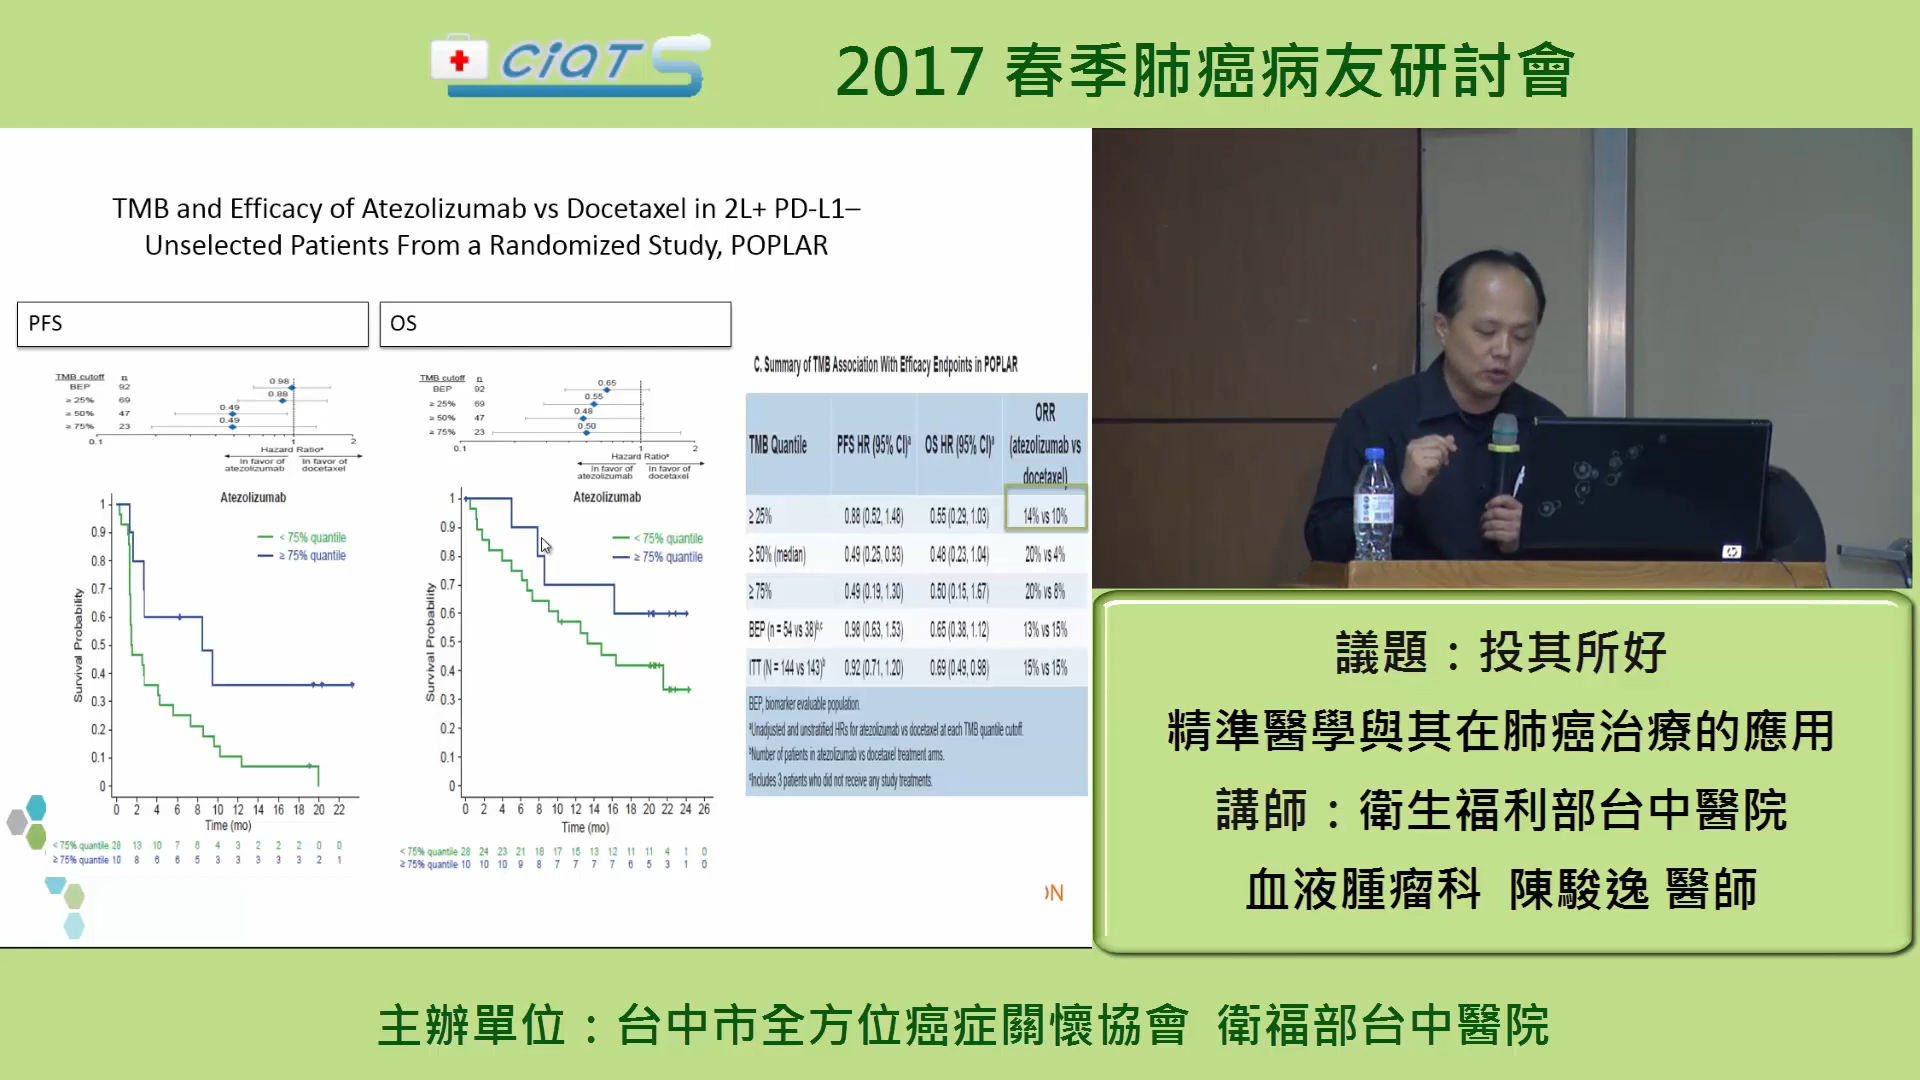 CiATS
2017 春季肺癌病友研討會
TMB and Efficacy of Atezolizumab vs Docetaxel in 2L+ PD-L1–
Unselected Patients From a Randomized Study, POPLAR
PFS
TMB cutoff n
BEP 92 0.98
≥ 25% 69 0.88
≥ 50% 47 0.49
≥ 75% 23 0.49
0.1 1 2
Hazard Ratioᵃ
In favor of atezolizumab
In favor of docetaxel
Atezolizumab
< 75% quantile
≥ 75% quantile
Survival Probability
1
0.9
0.8
0.7
0.6
0.5
0.4
0.3
0.2
0.1
0
0 2 4 6 8 10 12 14 16 18 20 22
Time (mo)
< 75% quantile 28 13 10 7 6 4 3 2 2 2 0 0
≥ 75% quantile 10 8 6 6 5 3 3 3 3 3 2 1
OS
TMB cutoff n
BEP 92 0.65
≥ 25% 69 0.55
≥ 50% 47 0.48
≥ 75% 23 0.50
0.1 1 2
Hazard Ratioᵃ
In favor of atezolizumab
In favor of docetaxel
Atezolizumab
< 75% quantile
≥ 75% quantile
Survival Probability
1
0.9
0.8
0.7
0.6
0.5
0.4
0.3
0.2
0.1
0
0 2 4 6 8 10 12 14 16 18 20 22 24 26
Time (mo)
< 75% quantile 28 24 23 21 18 17 15 13 12 11 11 4 1 0
≥ 75% quantile 10 10 10 9 8 7 7 7 7 6 5 3 1 0
C. Summary of TMB Association With Efficacy Endpoints in POPLAR
TMB Quantile PFS HR (95% CI)ᵃ OS HR (95% CI)ᵃ ORR (atezolizumab vs docetaxel)
≥ 25% 0.88 (0.52, 1.48) 0.55 (0.29, 1.03) 14% vs 10%
≥ 50% (median) 0.49 (0.25, 0.93) 0.48 (0.23, 1.04) 20% vs 4%
≥ 75% 0.49 (0.19, 1.30) 0.50 (0.15, 1.67) 20% vs 8%
BEP (n = 54 vs 38)ᵇ,ᶜ 0.98 (0.63, 1.53) 0.65 (0.38, 1.12) 13% vs 15%
ITT (N = 144 vs 143)ᵇ 0.92 (0.71, 1.20) 0.69 (0.49, 0.98) 15% vs 15%
BEP, biomarker evaluable population.
ᵃUnadjusted and unstratified HRs for atezolizumab vs docetaxel at each TMB quantile cutoff.
ᵇNumber of patients in atezolizumab vs docetaxel treatment arms.
ᶜIncludes 3 patients who did not receive any study treatments.
ON
hp
議題：投其所好
精準醫學與其在肺癌治療的應用
講師：衛生福利部台中醫院
血液腫瘤科 陳駿逸 醫師
主辦單位：台中市全方位癌症關懷協會 衛福部台中醫院